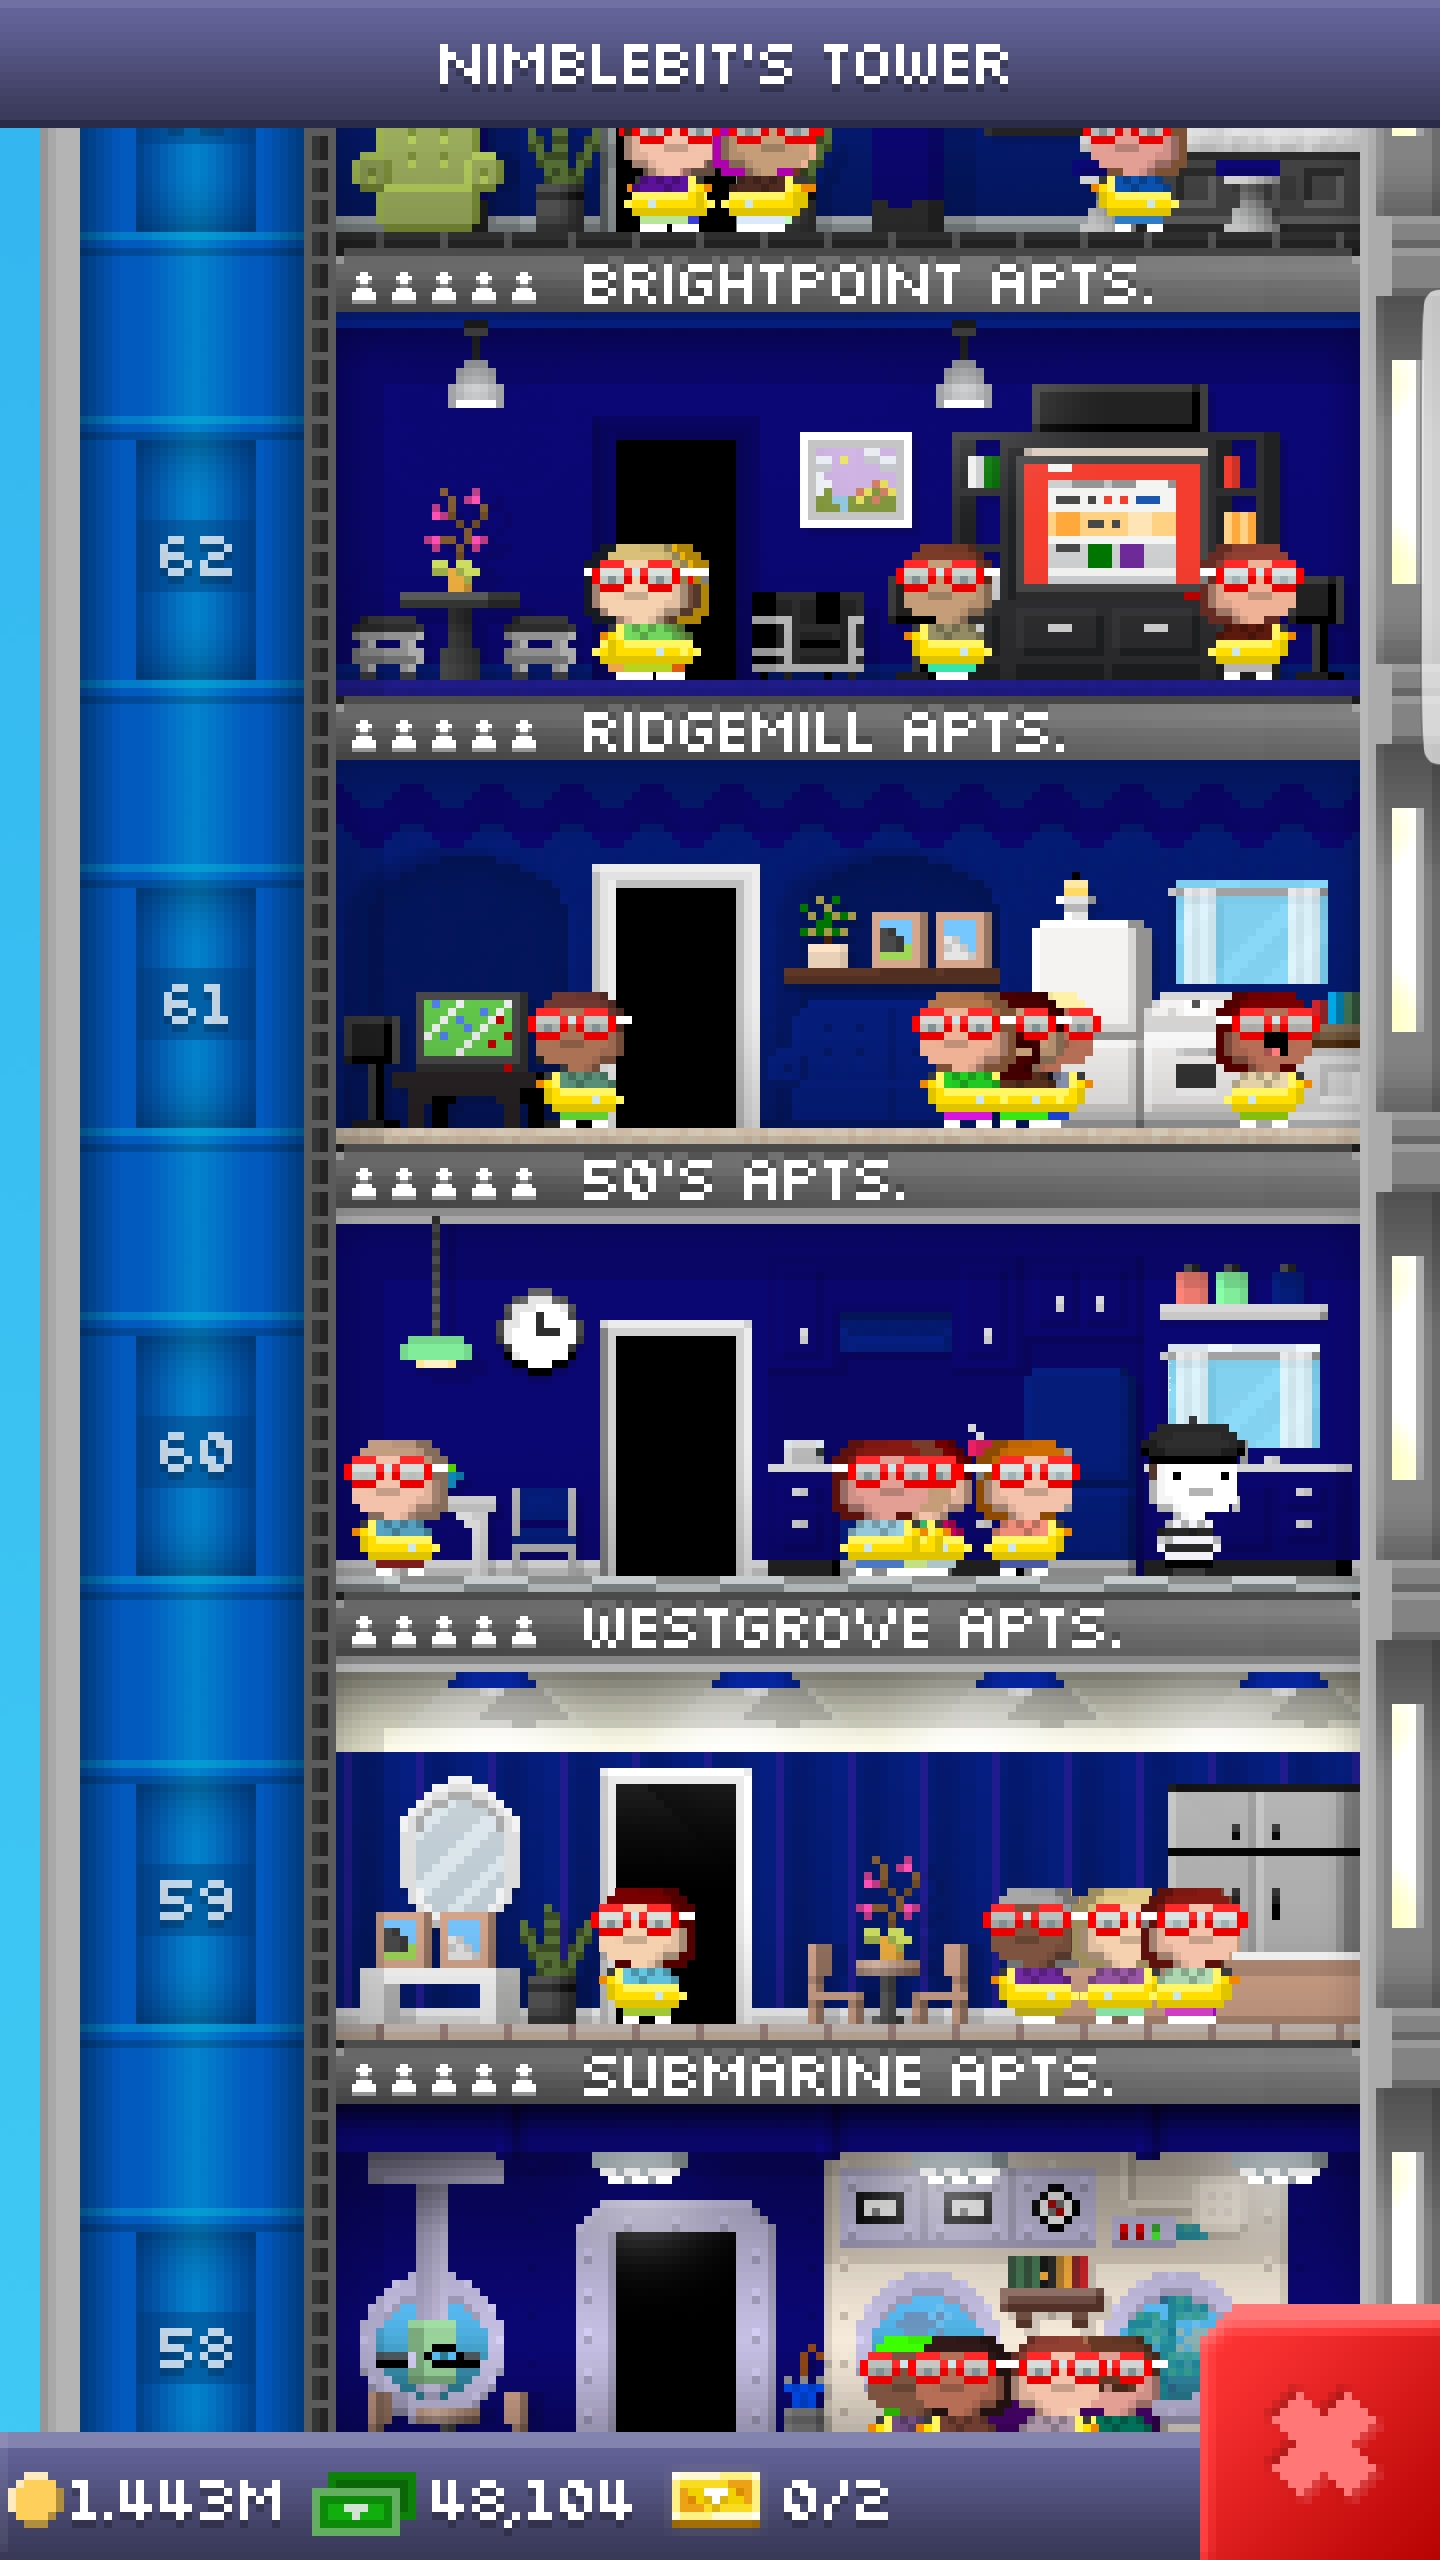 NIMBLEBIT'S TOWER
BRIGHTPOINT APTS.
62
RIDGEMILL APTS.
61
50'S APTS.
60
WESTGROVE APTS.
59
SUBMARINE APTS.
58
1.443M 48,104 0/2